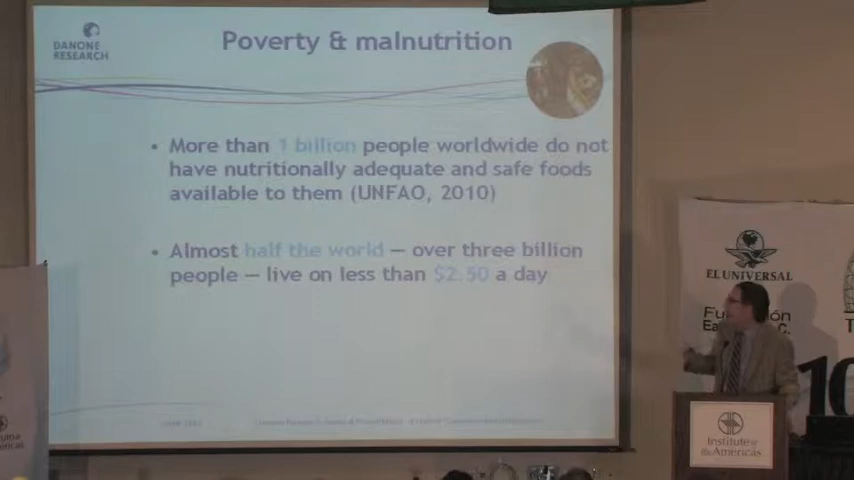 DANONE
RESEARCH
Poverty & malnutrition
• More than 1 billion people worldwide do not
have nutritionally adequate and safe foods
available to them (UNFAO, 2010)
• Almost half the world – over three billion
people – live on less than $2.50 a day
EL UNIVERSAL
Institute of
the Américas
10